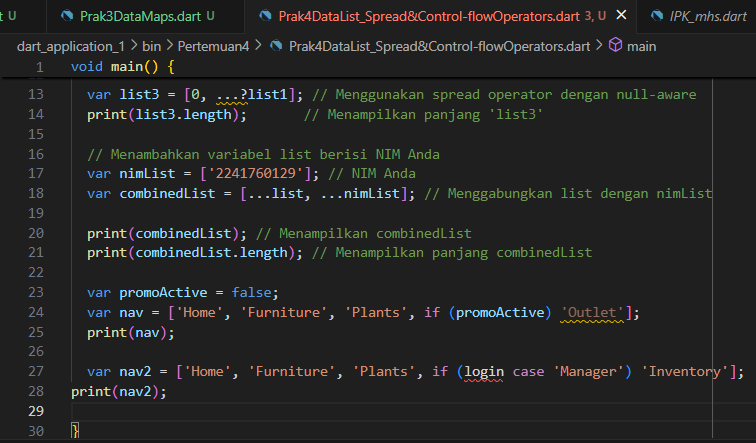 t U Prak3DataMaps.dart U Prak4DataList_Spread&Control-flowOperators.dart 3, U IPK_mhs.dart
dart_application_1 > bin > Pertemuan4 > Prak4DataList_Spread&Control-flowOperators.dart > main
1 void main() {
13 var list3 = [0, ...?list1]; // Menggunakan spread operator dengan null-aware
14 print(list3.length); // Menampilkan panjang 'list3'
15
16 // Menambahkan variabel list berisi NIM Anda
17 var nimList = ['2241760129']; // NIM Anda
18 var combinedList = [...list, ...nimList]; // Menggabungkan list dengan nimList
19
20 print(combinedList); // Menampilkan combinedList
21 print(combinedList.length); // Menampilkan panjang combinedList
22
23 var promoActive = false;
24 var nav = ['Home', 'Furniture', 'Plants', if (promoActive) 'Outlet'];
25 print(nav);
26
27 var nav2 = ['Home', 'Furniture', 'Plants', if (login case 'Manager') 'Inventory'];
28 print(nav2);
29
30 }